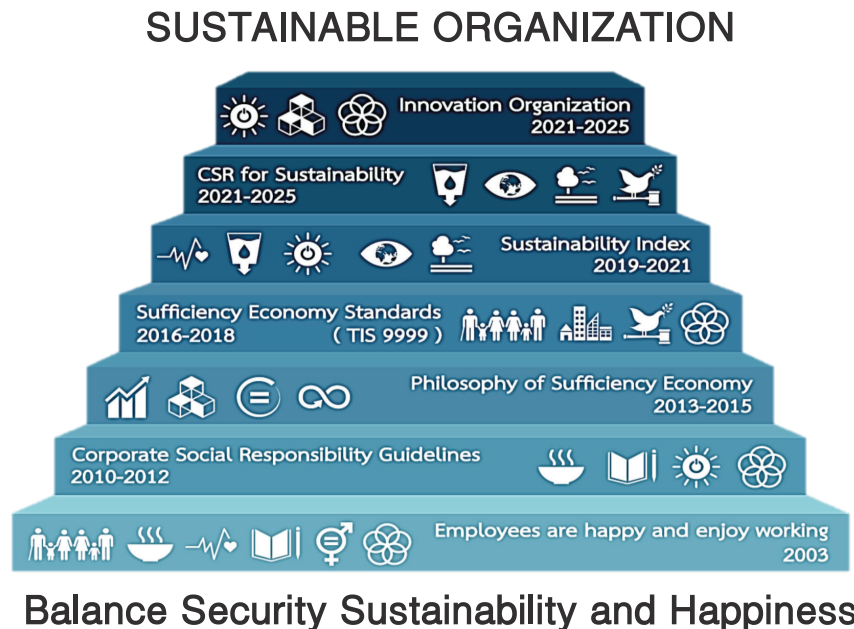 SUSTAINABLE ORGANIZATION
Innovation Organization
2021-2025
CSR for Sustainability
2021-2025
Sustainability Index
2019-2021
Sufficiency Economy Standards
2016-2018 ( TIS 9999 )
Philosophy of Sufficiency Economy
2013-2015
Corporate Social Responsibility Guidelines
2010-2012
Employees are happy and enjoy working
2003
Balance Security Sustainability and Happiness